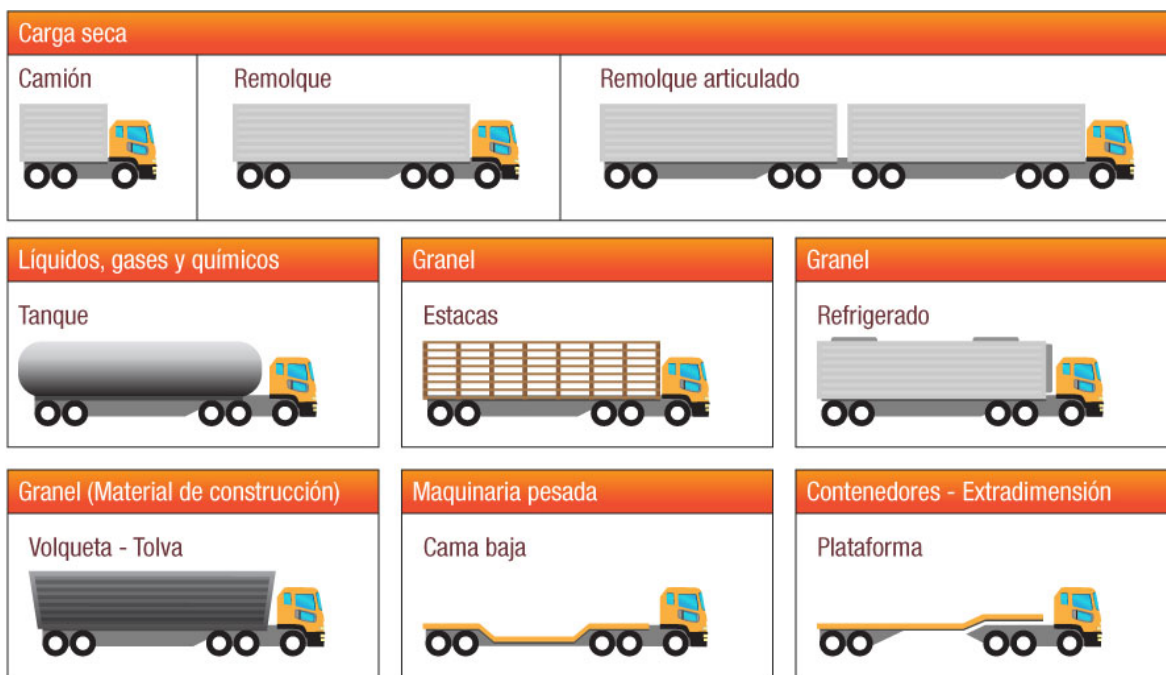 Carga seca
Camión
Remolque
Remolque articulado
Líquidos, gases y químicos
Tanque
Granel
Estacas
Granel
Refrigerado
Granel (Material de construcción)
Volqueta - Tolva
Maquinaria pesada
Cama baja
Contenedores - Extradimensión
Plataforma